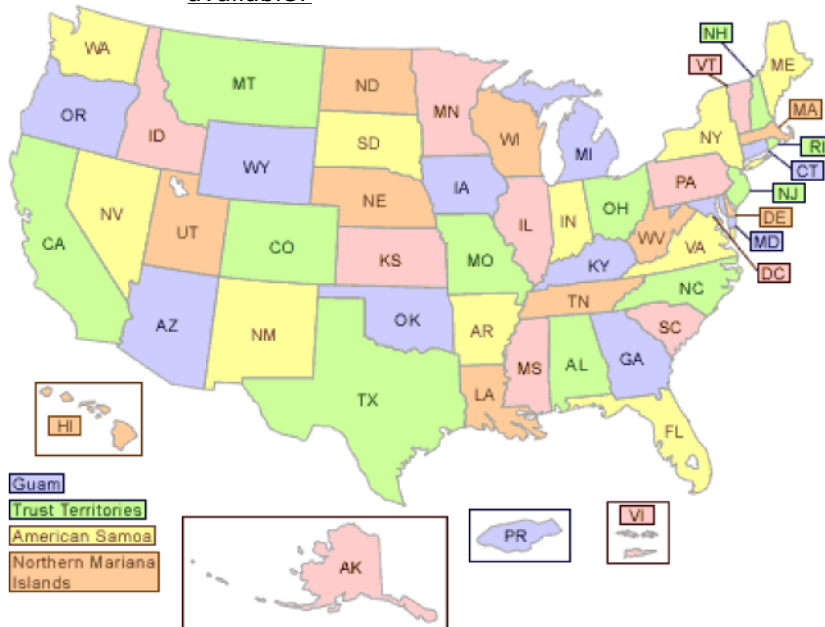 available.
WA
MT
ND
MN
OR
ID
WY
SD
WI
MI
NY
VT
NH
ME
MA
RI
CT
NJ
DE
MD
DC
PA
NV
UT
CO
NE
IA
IL
IN
OH
WV
VA
CA
KS
MO
KY
NC
TN
AZ
NM
OK
AR
SC
TX
LA
MS
AL
GA
FL
HI
Guam
Trust Territories
American Samoa
Northern Mariana
Islands
AK
PR
VI